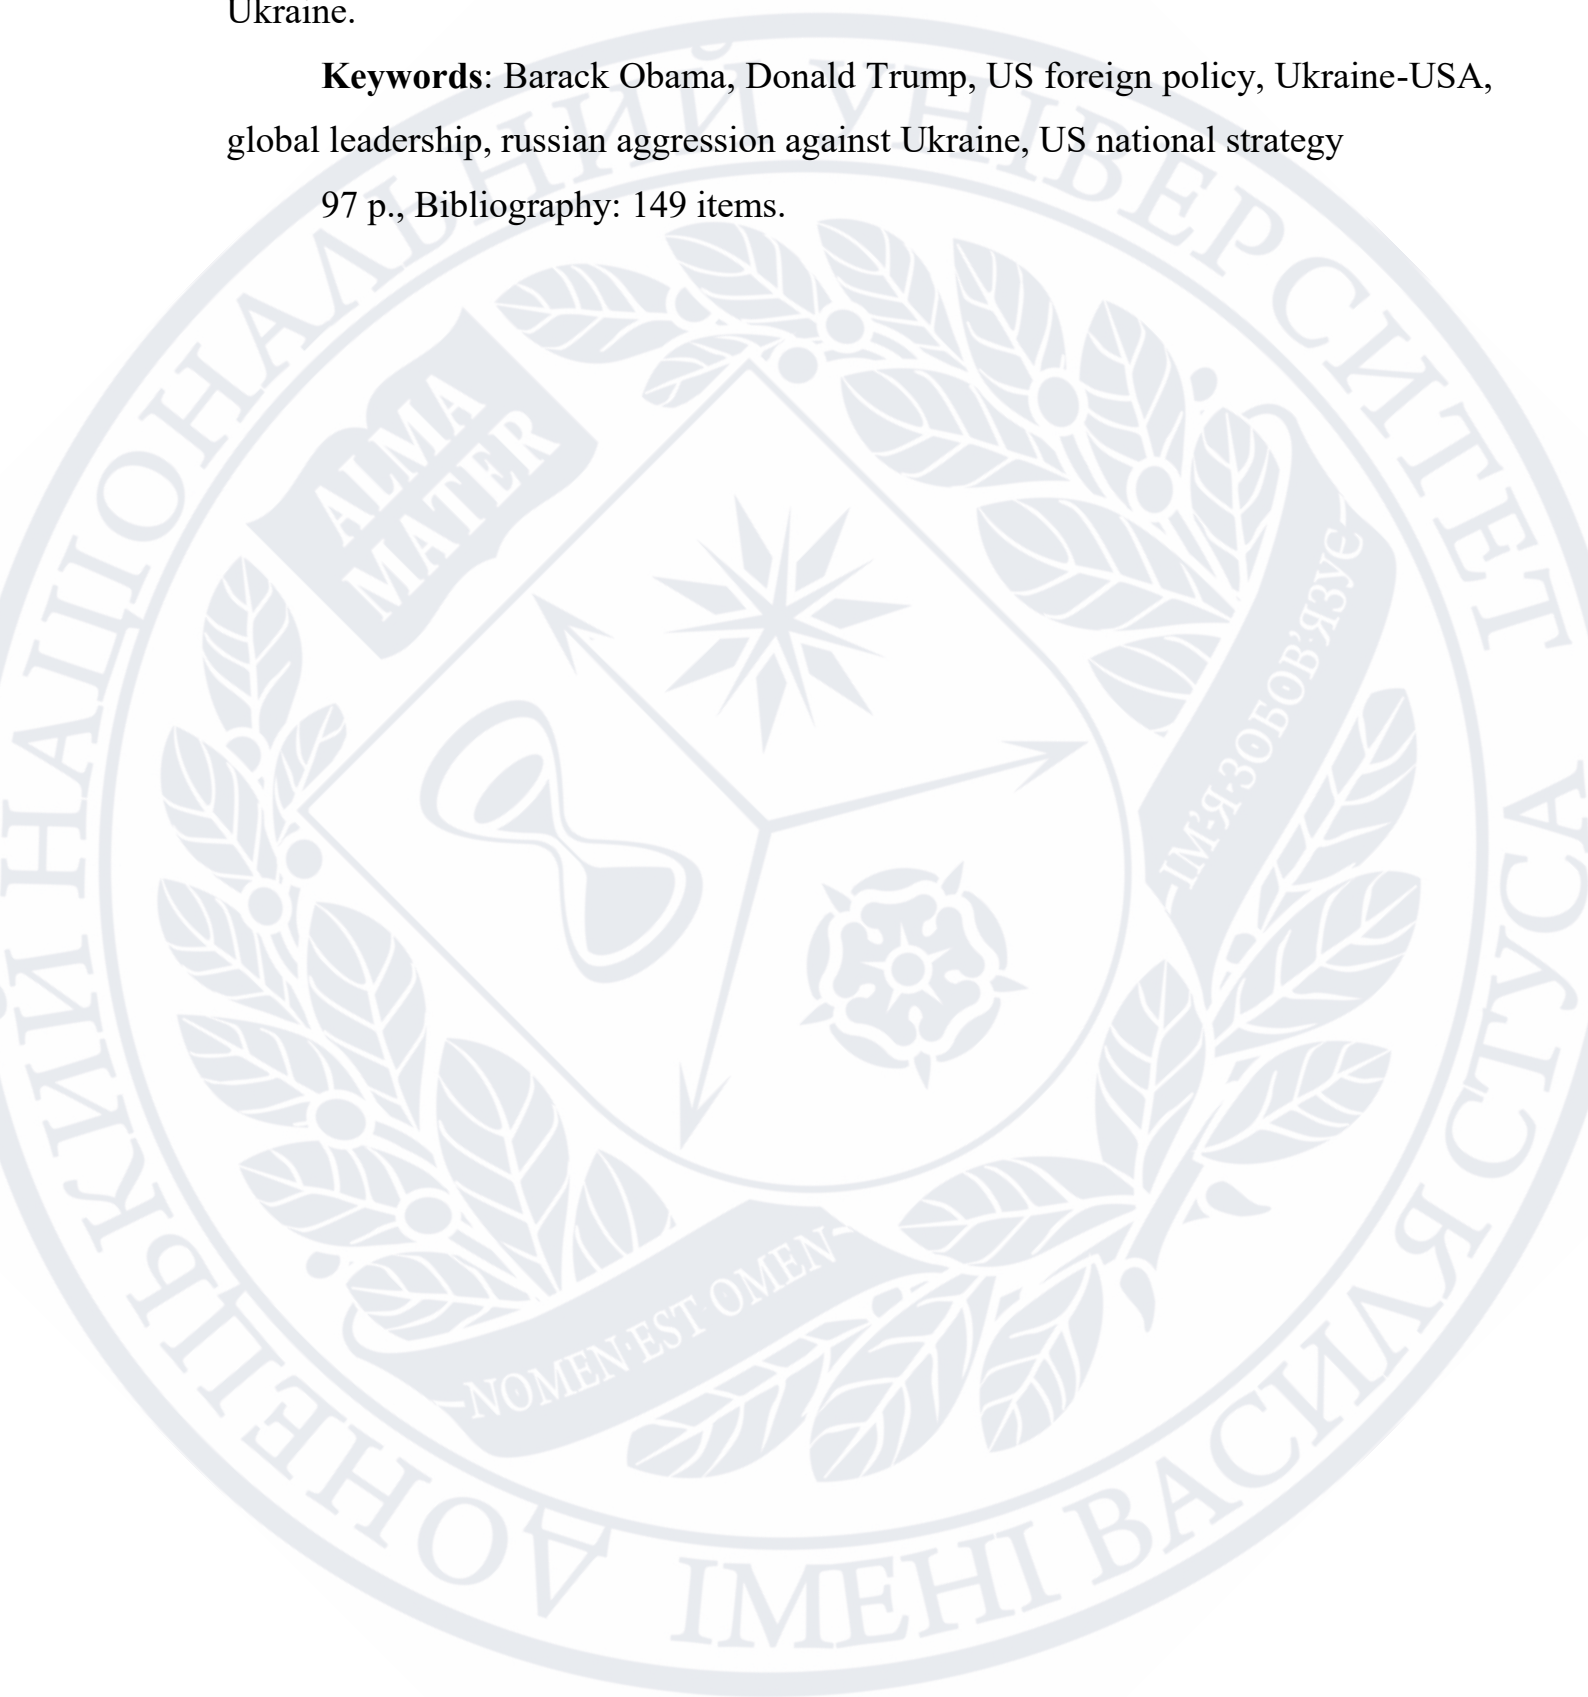 Ukraine.
Keywords: Barack Obama, Donald Trump, US foreign policy, Ukraine-USA,
global leadership, russian aggression against Ukraine, US national strategy
97 p., Bibliography: 149 items.
ДОНЕЦЬКИЙ НАЦІОНАЛЬНИЙ УНІВЕРСИТЕТ
ІМЕНІ ВАСИЛЯ СТУСА
ALMA
MATER
ІМ'Я ЗОБОВ'ЯЗУЄ
NOMEN EST OMEN